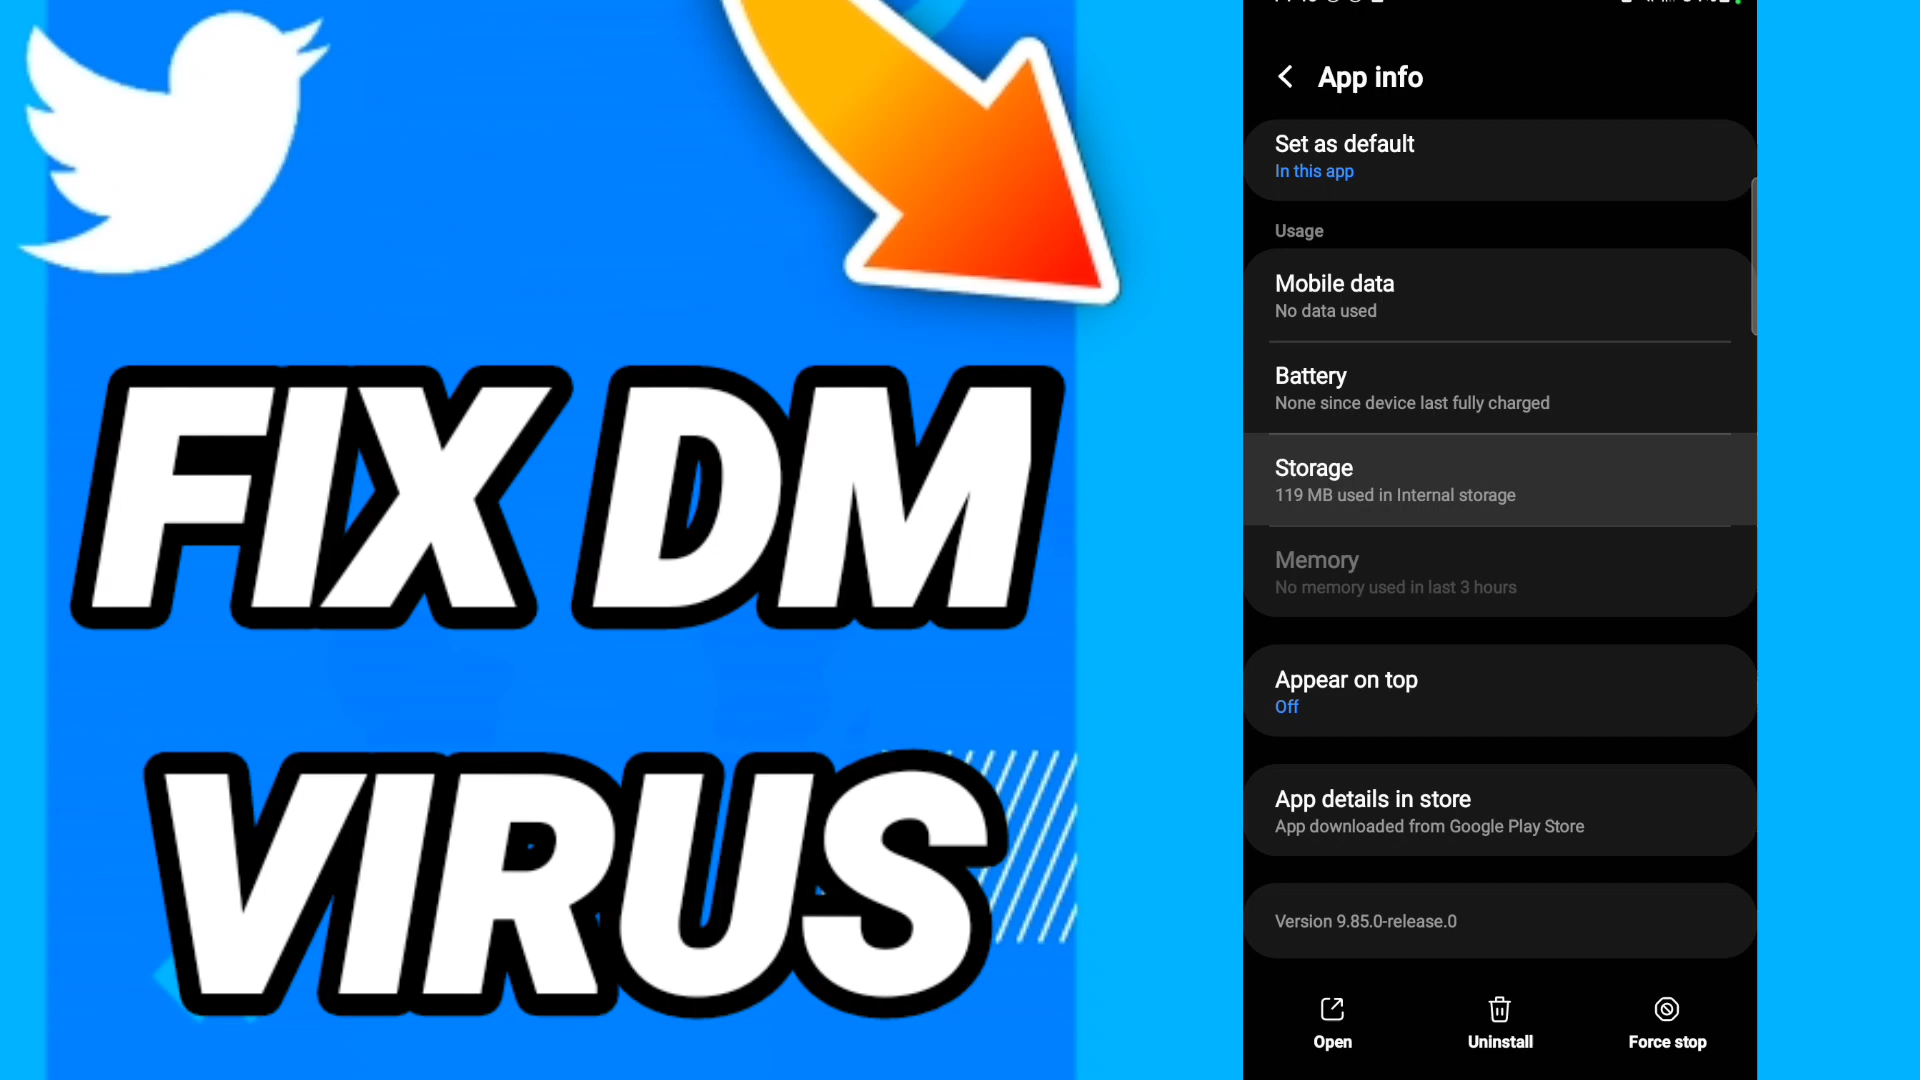 FIX DM
VIRUS
App info
Set as default
In this app
Usage
Mobile data
No data used
Battery
None since device last fully charged
Storage
119 MB used in Internal storage
Memory
No memory used in last 3 hours
Appear on top
Off
App details in store
App downloaded from Google Play Store
Version 9.85.0-release.0
Open
Uninstall
Force stop